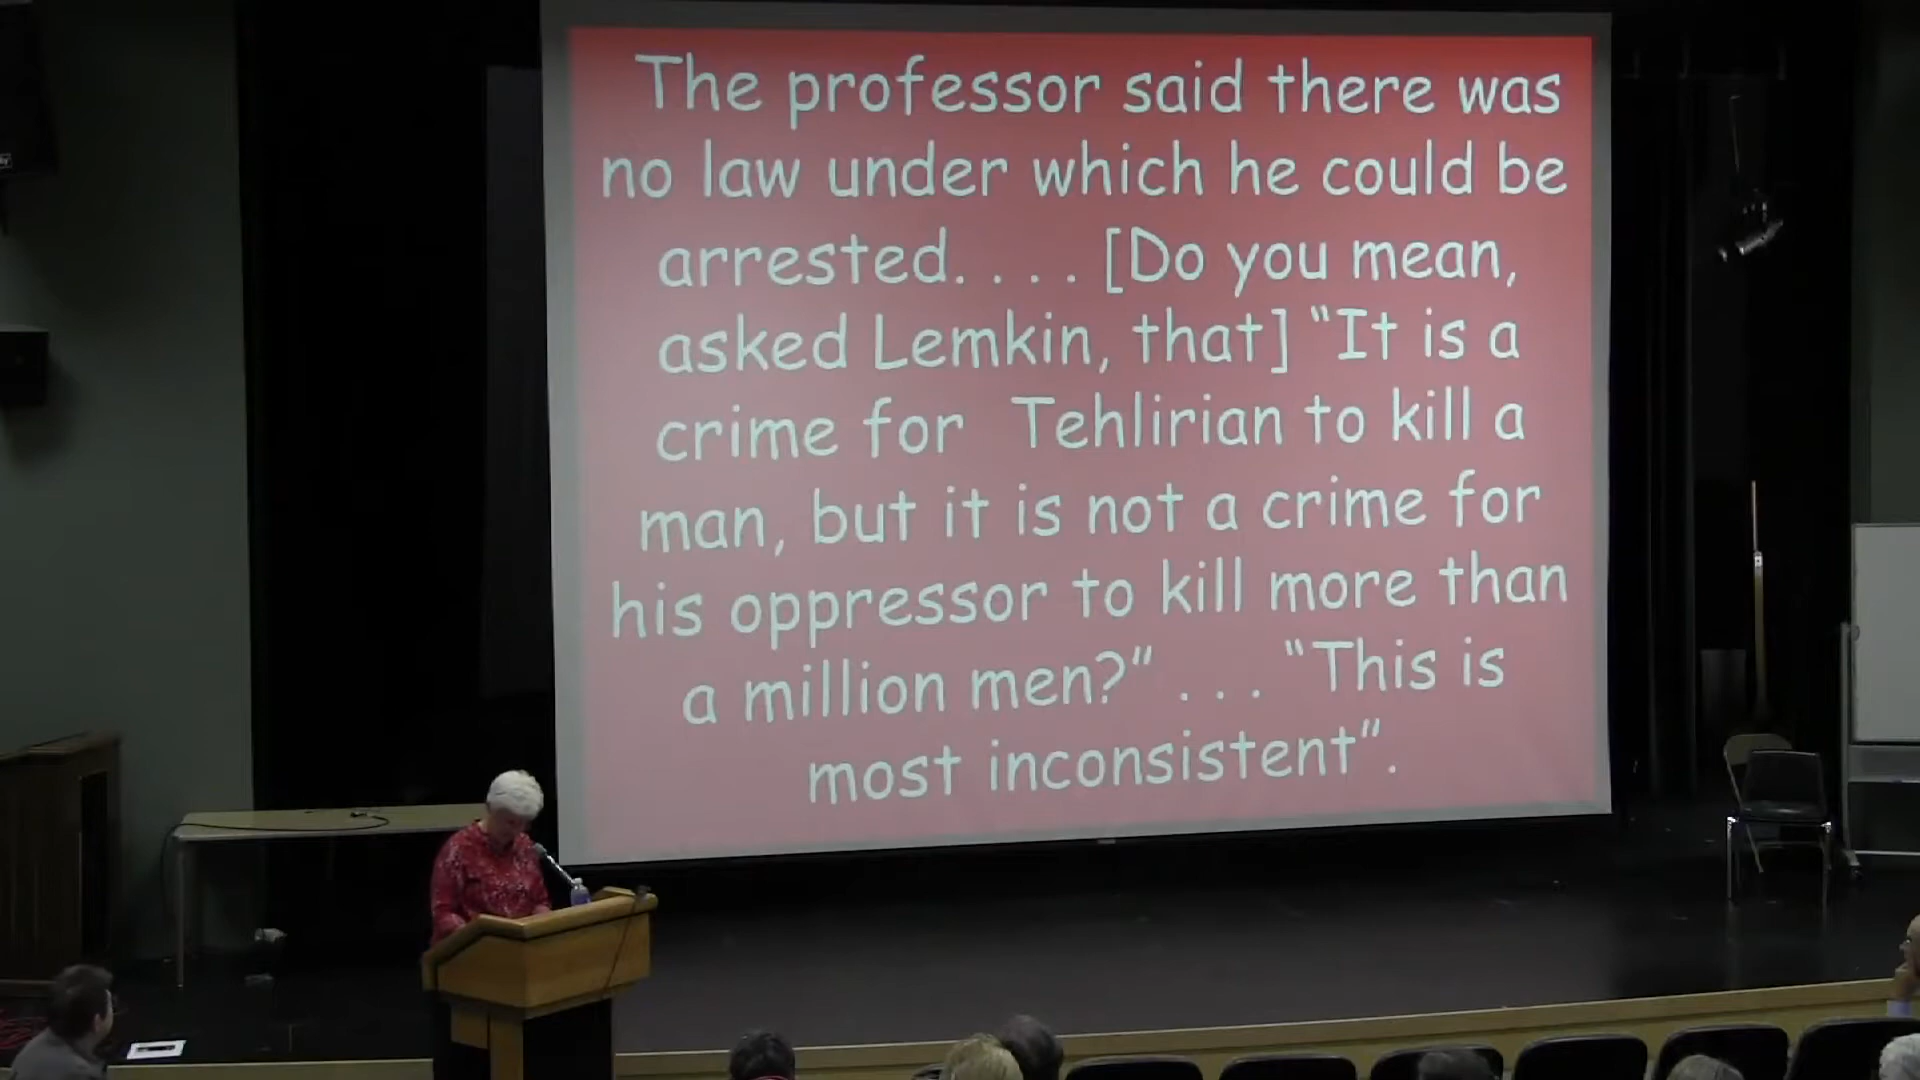 The professor said there was
no law under which he could be
arrested. . . . [Do you mean,
asked Lemkin, that] “It is a
crime for Tehlirian to kill a
man, but it is not a crime for
his oppressor to kill more than
a million men?” . . . “This is
most inconsistent”.